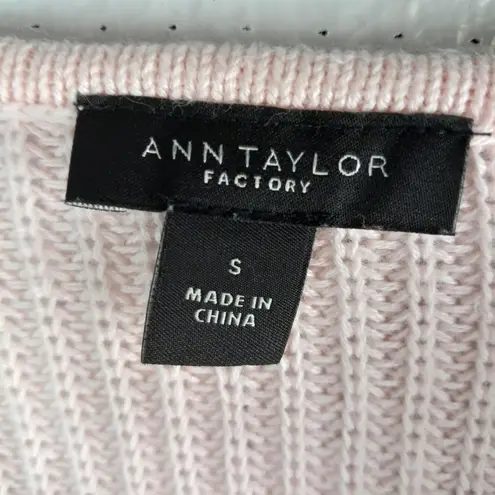 ANN TAYLOR
FACTORY
S
MADE IN
CHINA